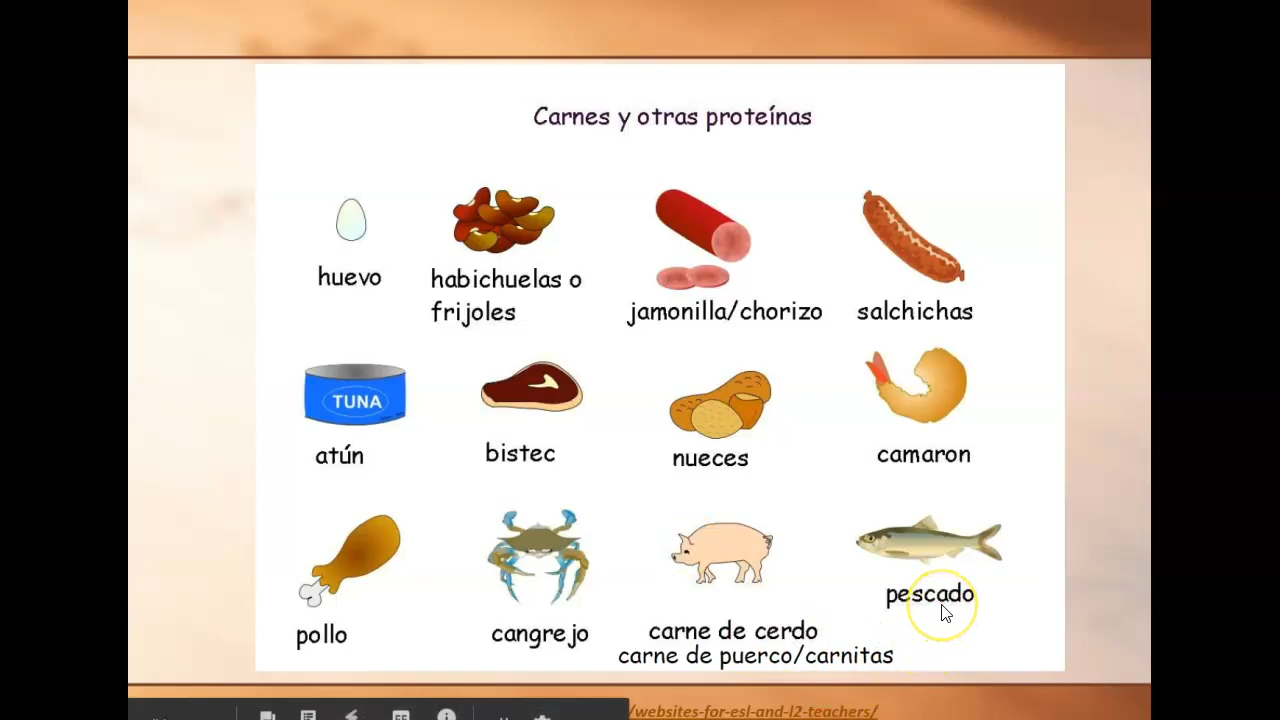 Carnes y otras proteínas
huevo
habichuelas o
frijoles
jamonilla/chorizo
salchichas
TUNA
atún
bistec
nueces
camaron
pollo
cangrejo
carne de cerdo
carne de puerco/carnitas
pescado
/websites-for-esl-and-l2-teachers/